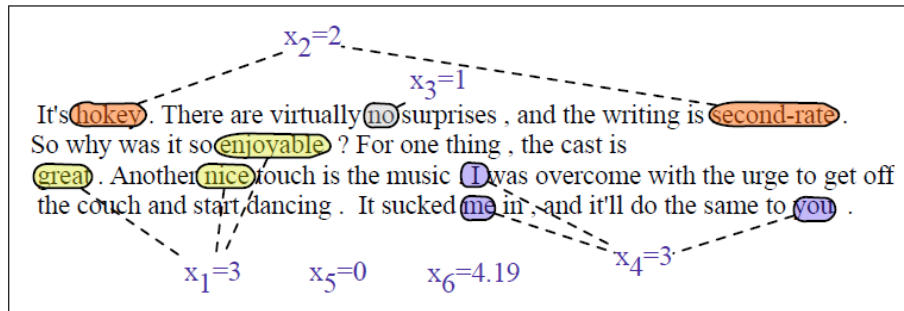 x2=2
x3=1
It's hokey . There are virtually no surprises , and the writing is second-rate .
So why was it so enjoyable ? For one thing , the cast is
great . Another nice touch is the music . I was overcome with the urge to get off
the couch and start dancing . It sucked me in , and it'll do the same to you .
x1=3 x5=0 x6=4.19 x4=3